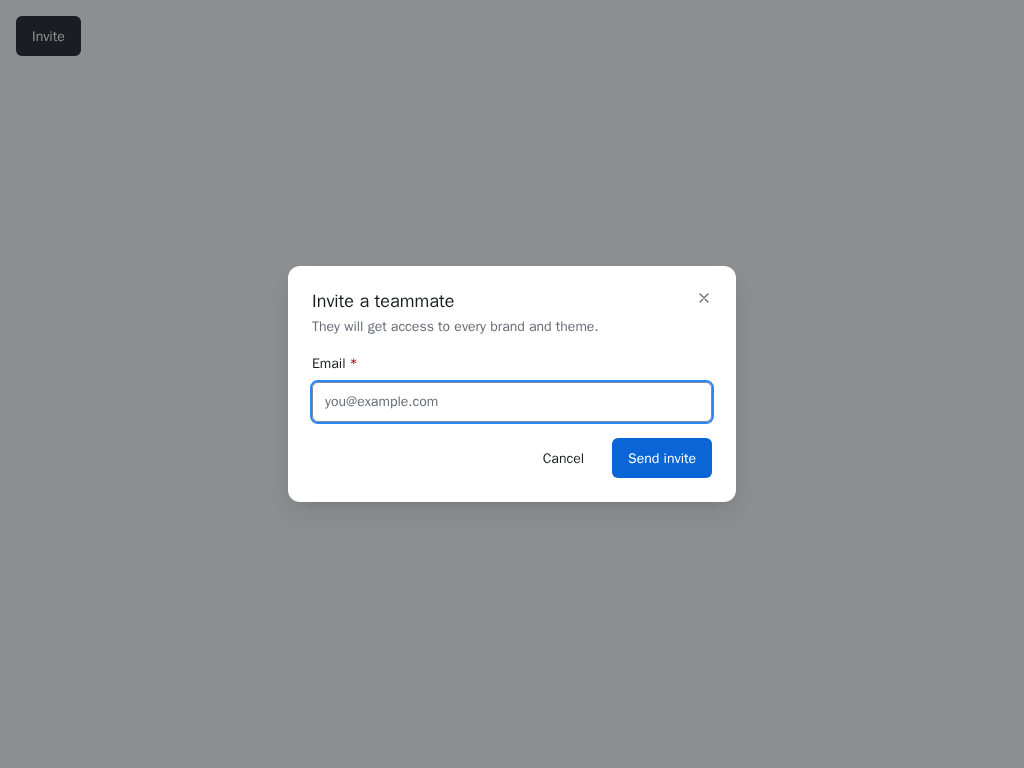 Invite
Invite a teammate
They will get access to every brand and theme.
Email *
you@example.com
Cancel
Send invite